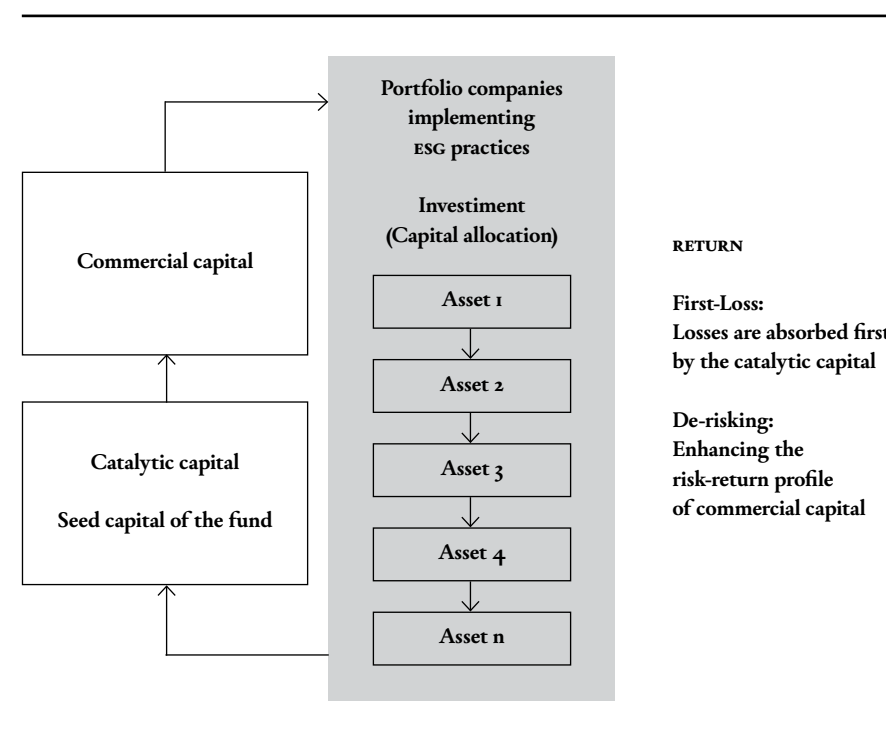 Commercial capital
Catalytic capital
Seed capital of the fund
Portfolio companies
implementing
ESG practices
Investiment
(Capital allocation)
Asset 1
Asset 2
Asset 3
Asset 4
Asset n
RETURN
First-Loss:
Losses are absorbed first
by the catalytic capital
De-risking:
Enhancing the
risk-return profile
of commercial capital